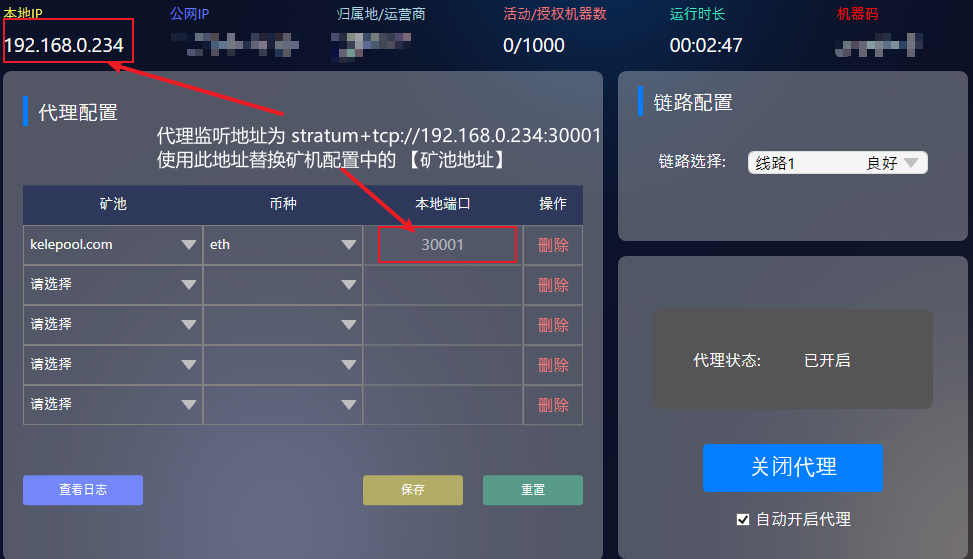 本地IP 公网IP 归属地/运营商 活动/授权机器数 运行时长 机器码
192.168.0.234 0/1000 00:02:47
代理配置
代理监听地址为 stratum+tcp://192.168.0.234:30001
使用此地址替换矿机配置中的 【矿池地址】
矿池 币种 本地端口 操作
kelepool.com eth 30001 删除
请选择 删除
请选择 删除
请选择 删除
请选择 删除
查看日志 保存 重置
链路配置
链路选择: 线路1 良好
代理状态: 已开启
关闭代理
自动开启代理